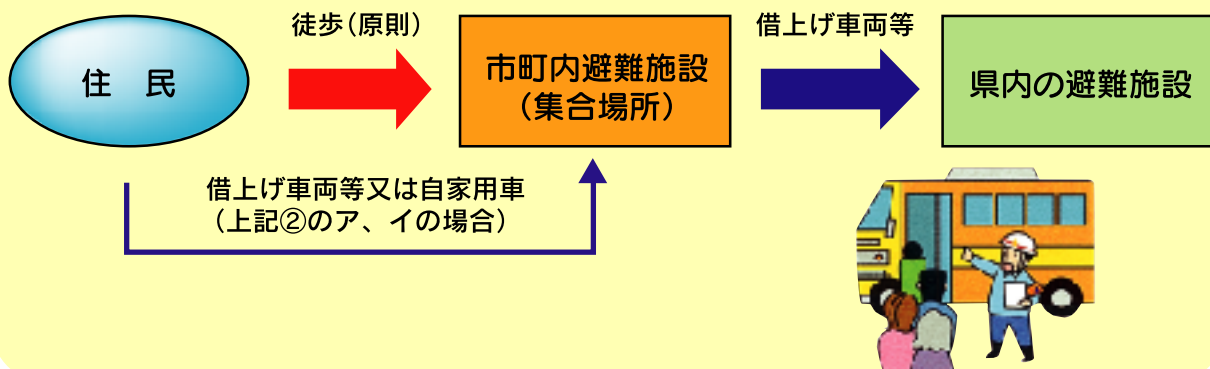 徒歩（原則）
借上げ車両等
住　民
市町内避難施設
（集合場所）
県内の避難施設
借上げ車両等又は自家用車
（上記②のア、イの場合）